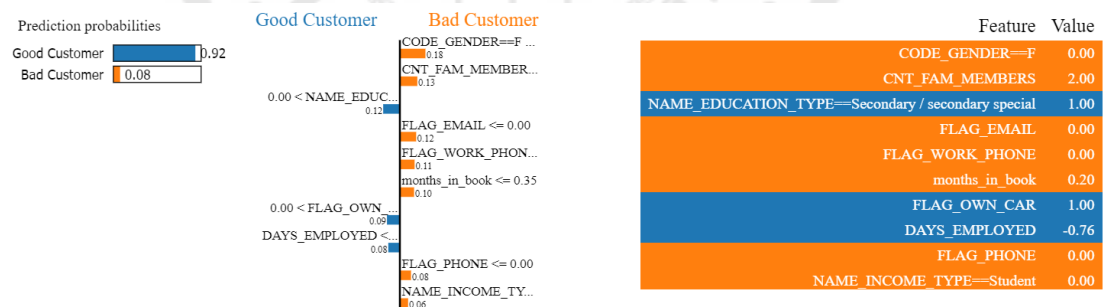 Prediction probabilities
Good Customer 0.92
Bad Customer 0.08
Good Customer Bad Customer
CODE_GENDER==F ...
0.18
CNT_FAM_MEMBER...
0.13
0.00 < NAME_EDUC...
0.12
FLAG_EMAIL <= 0.00
0.12
FLAG_WORK_PHON...
0.11
months_in_book <= 0.35
0.10
0.00 < FLAG_OWN_...
0.09
DAYS_EMPLOYED <...
0.08
FLAG_PHONE <= 0.00
0.08
NAME_INCOME_TY...
0.06
Feature Value
CODE_GENDER==F 0.00
CNT_FAM_MEMBERS 2.00
NAME_EDUCATION_TYPE==Secondary / secondary special 1.00
FLAG_EMAIL 0.00
FLAG_WORK_PHONE 0.00
months_in_book 0.20
FLAG_OWN_CAR 1.00
DAYS_EMPLOYED -0.76
FLAG_PHONE 0.00
NAME_INCOME_TYPE==Student 0.00